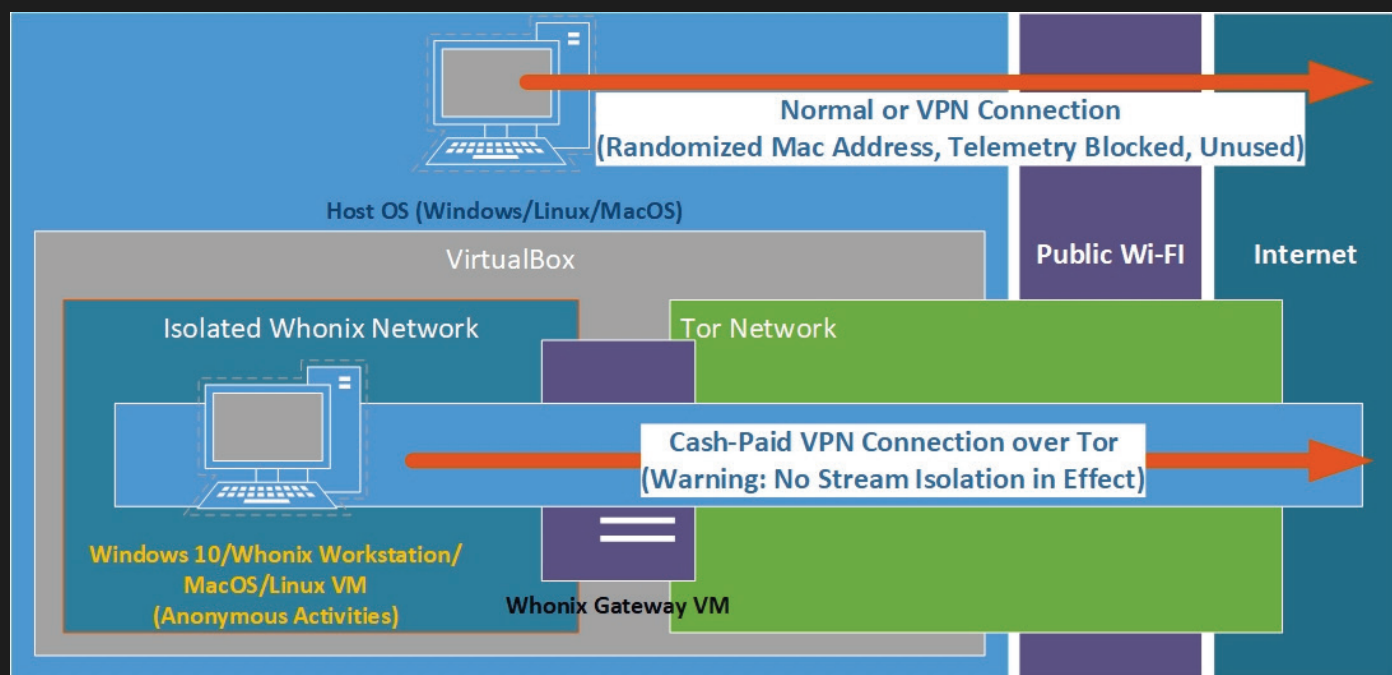 Normal or VPN Connection
(Randomized Mac Address, Telemetry Blocked, Unused)
Host OS (Windows/Linux/MacOS)
VirtualBox
Public Wi-FI
Internet
Isolated Whonix Network
Tor Network
Cash-Paid VPN Connection over Tor
(Warning: No Stream Isolation in Effect)
Windows 10/Whonix Workstation/
MacOS/Linux VM
(Anonymous Activities)
Whonix Gateway VM